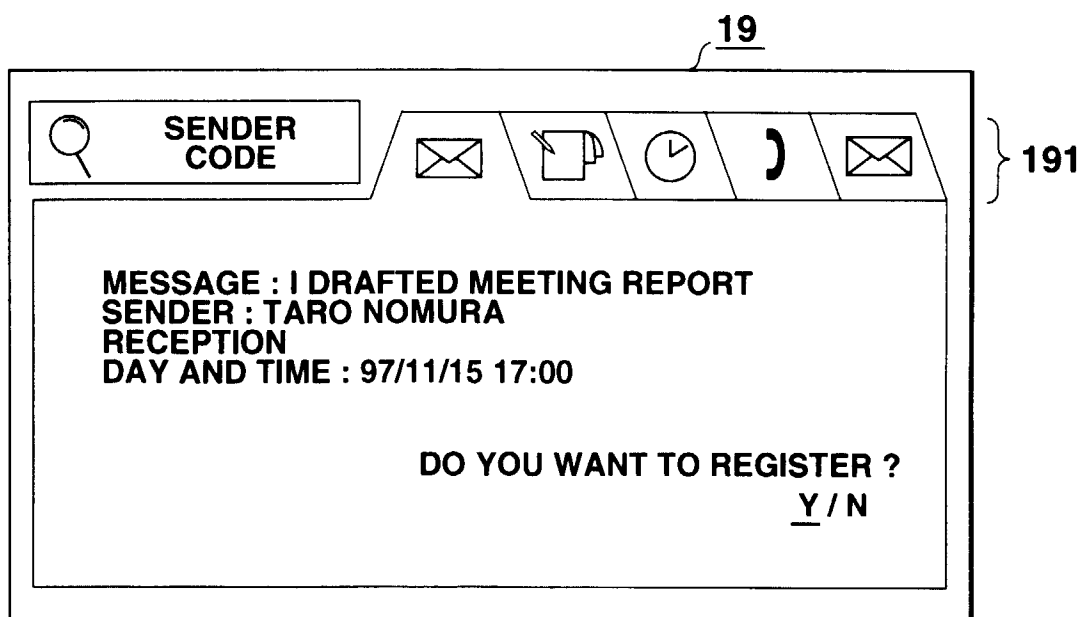 19
SENDER
CODE
191
MESSAGE : I DRAFTED MEETING REPORT
SENDER : TARO NOMURA
RECEPTION
DAY AND TIME : 97/11/15 17:00
DO YOU WANT TO REGISTER ?
Y / N